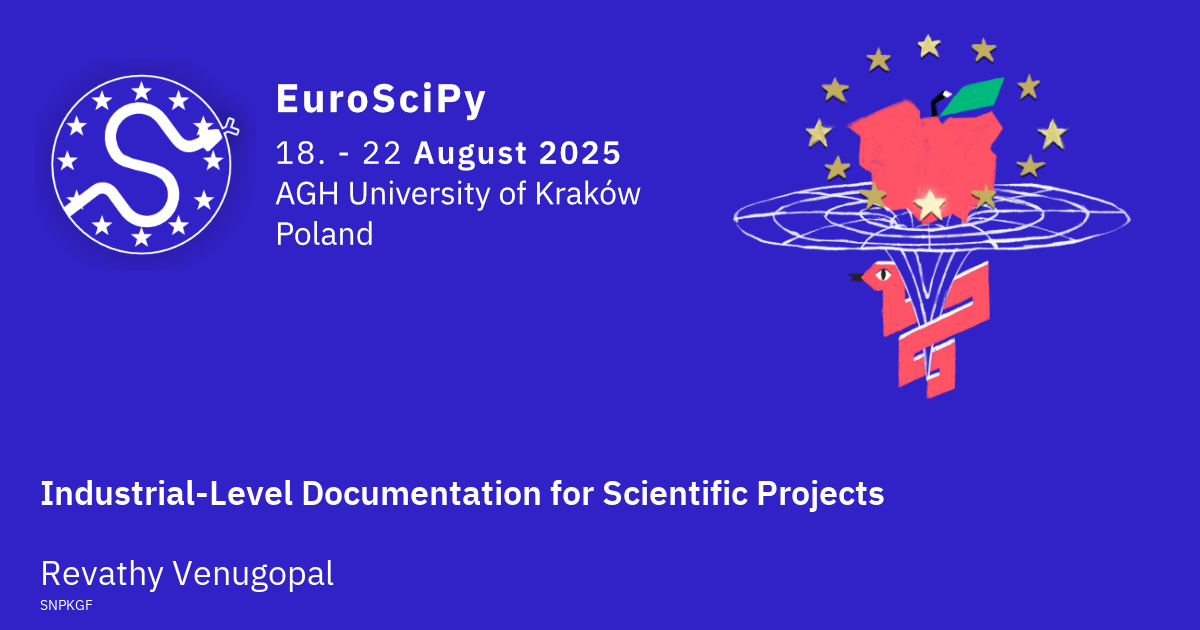 EuroSciPy
18. - 22 August 2025
AGH University of Kraków
Poland
Industrial-Level Documentation for Scientific Projects
Revathy Venugopal
SNPKGF